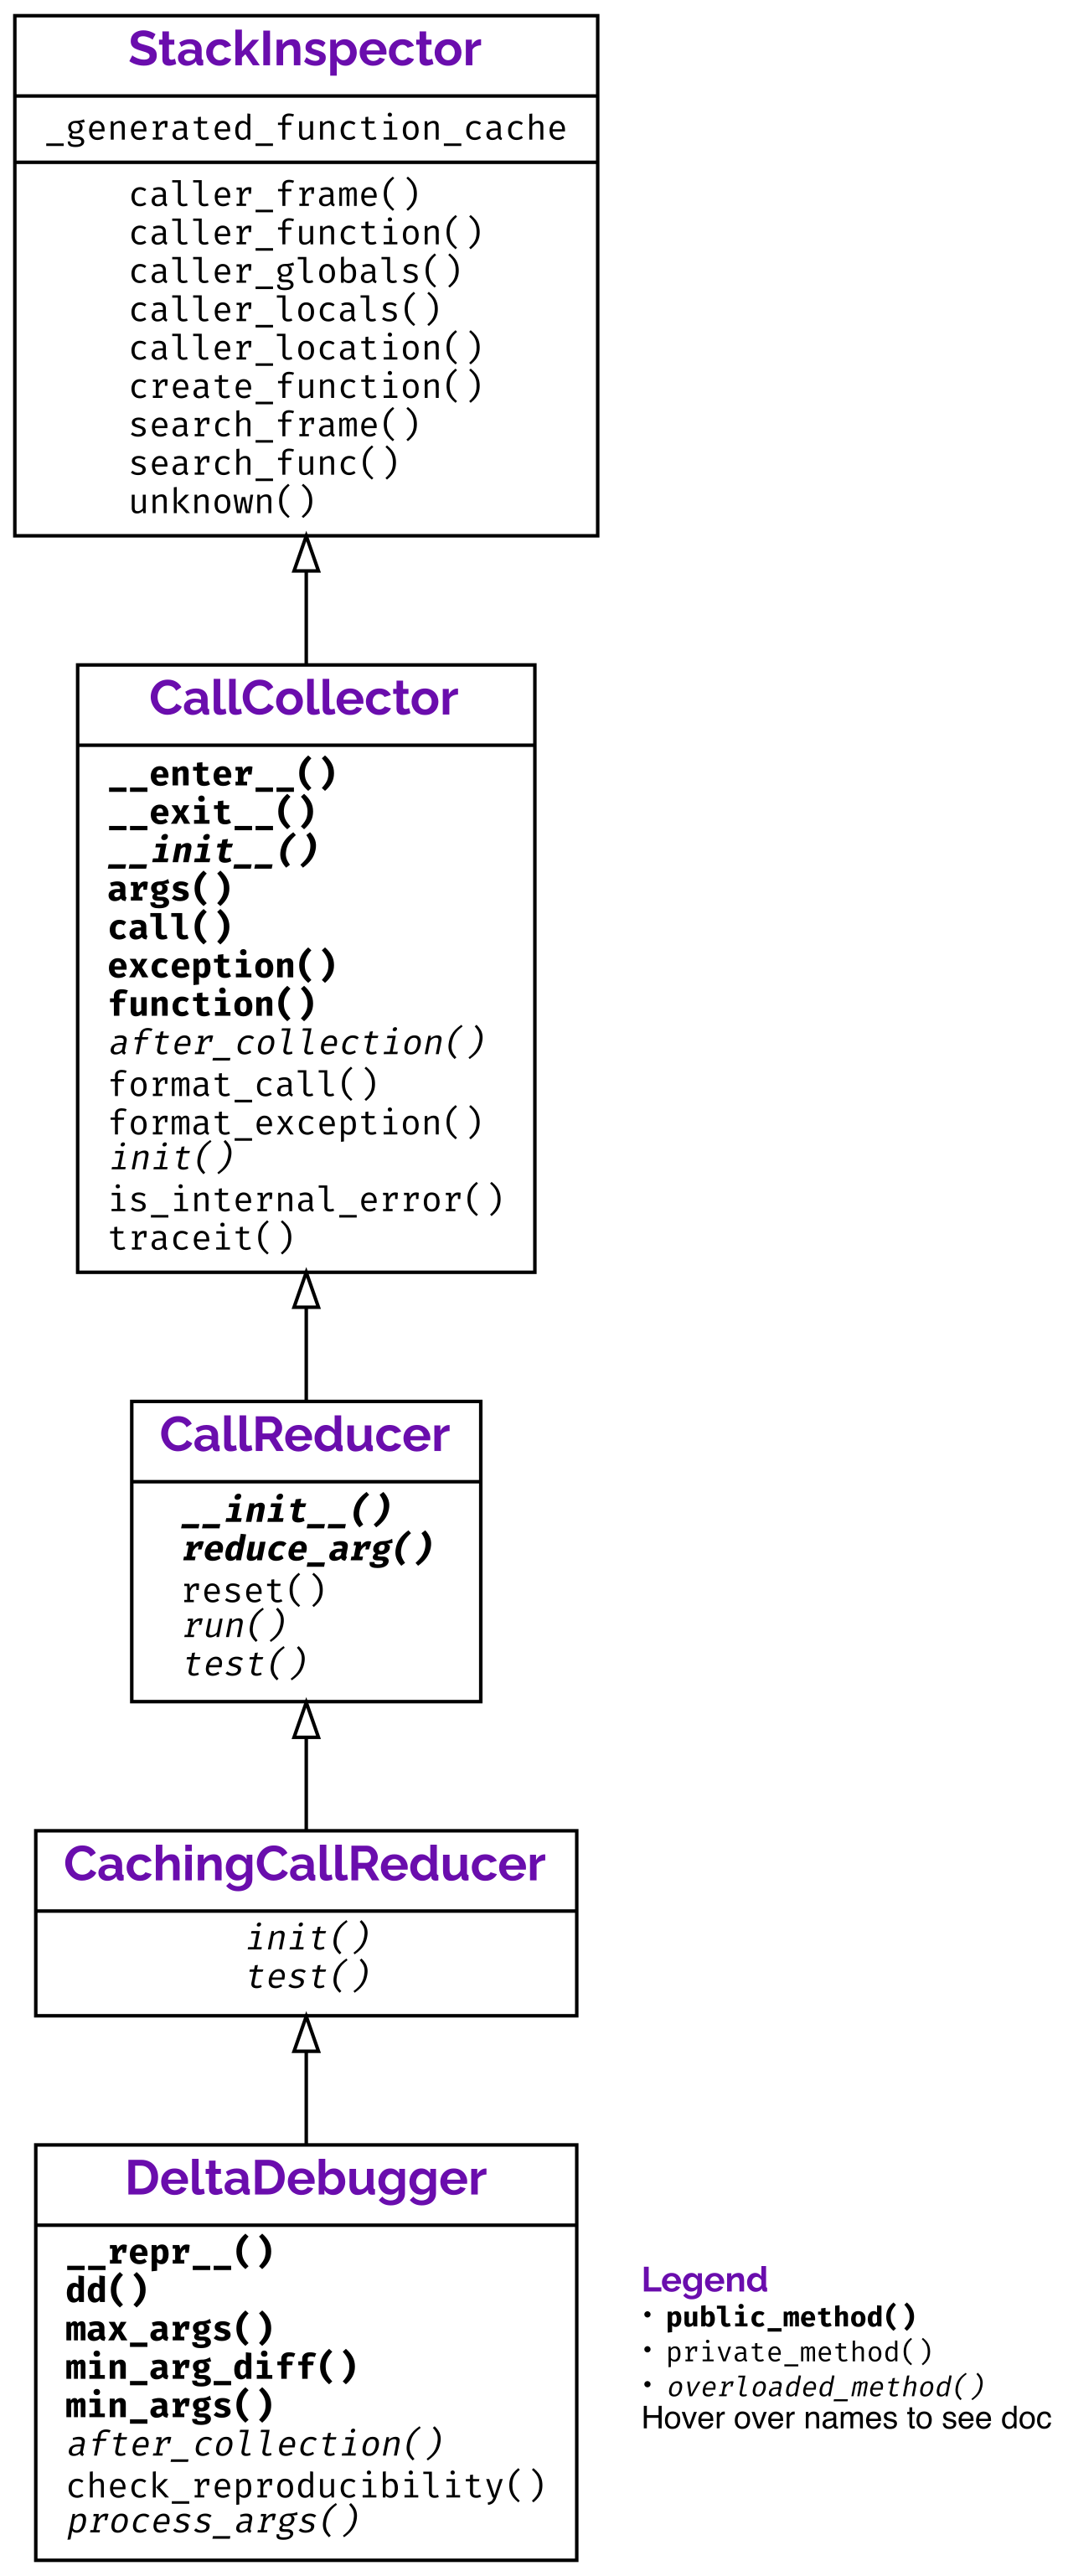 StackInspector
_generated_function_cache
caller_frame()
caller_function()
caller_globals()
caller_locals()
caller_location()
create_function()
search_frame()
search_func()
unknown()
CallCollector
__enter__()
__exit__()
__init__()
args()
call()
exception()
function()
after_collection()
format_call()
format_exception()
init()
is_internal_error()
traceit()
CallReducer
__init__()
reduce_arg()
reset()
run()
test()
CachingCallReducer
init()
test()
DeltaDebugger
__repr__()
dd()
max_args()
min_arg_diff()
min_args()
after_collection()
check_reproducibility()
process_args()
Legend
• public_method()
• private_method()
• overloaded_method()
Hover over names to see doc